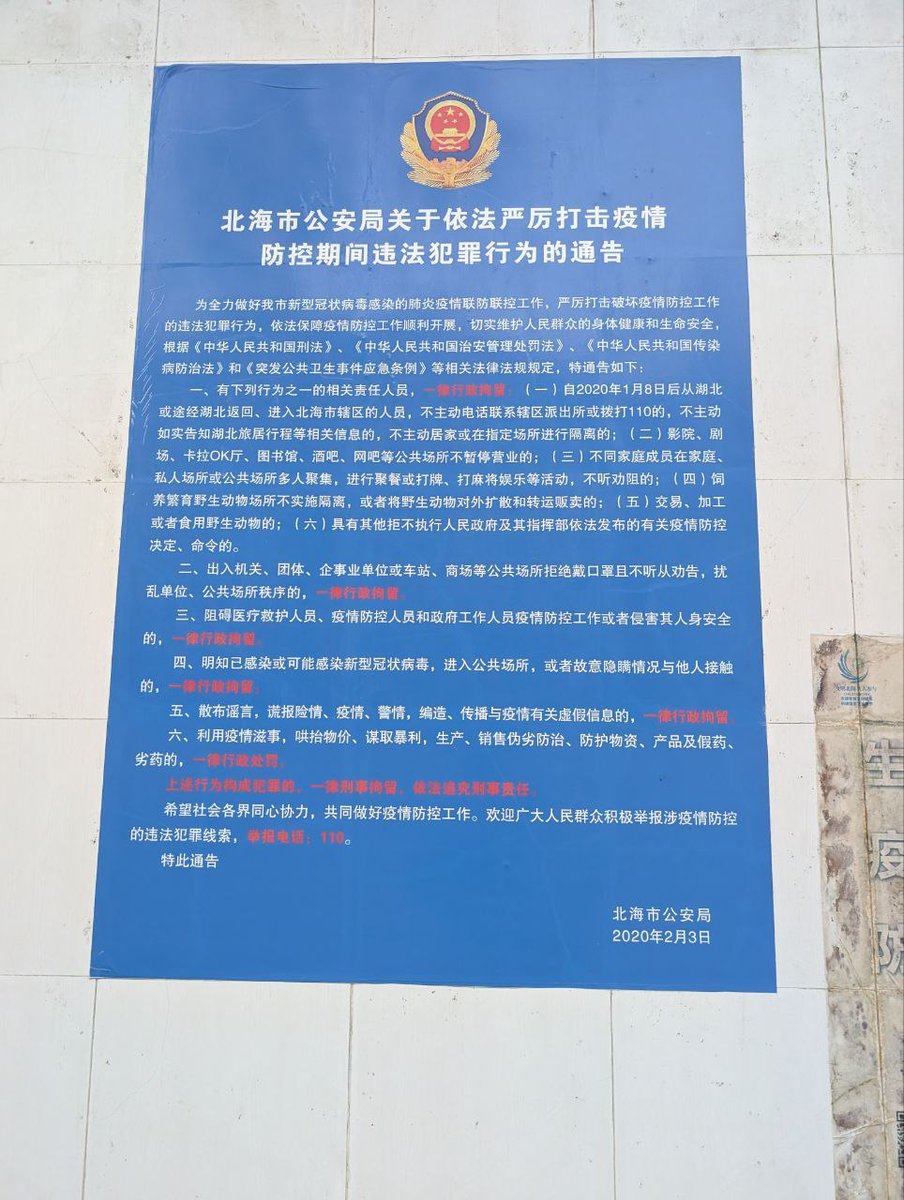 北海市公安局关于依法严厉打击疫情
防控期间违法犯罪行为的通告
为全力做好我市新型冠状病毒感染的肺炎疫情联防联控工作，严厉打击破坏疫情防控工作
的违法犯罪行为，依法保障疫情防控工作顺利开展，切实维护人民群众的身体健康和生命安全，
根据《中华人民共和国刑法》、《中华人民共和国治安管理处罚法》、《中华人民共和国传染
病防治法》和《突发公共卫生事件应急条例》等相关法律法规规定，特通告如下：
一、有下列行为之一的相关责任人员，一律行政拘留：（一）自2020年1月8日后从湖北
或途经湖北返回、进入北海市辖区的人员，不主动电话联系辖区派出所或拨打110的，不主动
如实告知湖北旅居行程等相关信息的，不主动居家或在指定场所进行隔离的；（二）影院、剧
场、卡拉OK厅、图书馆、酒吧、网吧等公共场所不暂停营业的；（三）不同家庭成员在家庭、
私人场所或公共场所多人聚集，进行聚餐或打牌、打麻将娱乐等活动，不听劝阻的；（四）饲
养繁育野生动物场所不实施隔离，或者将野生动物对外扩散和转运贩卖的；（五）交易、加工
或者食用野生动物的；（六）具有其他拒不执行人民政府及其指挥部依法发布的有关疫情防控
决定、命令的。
二、出入机关、团体、企事业单位或车站、商场等公共场所拒绝戴口罩且不听从劝告，扰
乱单位、公共场所秩序的，一律行政拘留。
三、阻碍医疗救护人员、疫情防控人员和政府工作人员疫情防控工作或者侵害其人身安全
的，一律行政拘留。
四、明知已感染或可能感染新型冠状病毒，进入公共场所，或者故意隐瞒情况与他人接触
的，一律行政拘留。
五、散布谣言，谎报险情、疫情、警情，编造、传播与疫情有关虚假信息的，一律行政拘留。
六、利用疫情滋事，哄抬物价、谋取暴利，生产、销售伪劣防治、防护物资、产品及假药、
劣药的，一律行政处罚。
上述行为构成犯罪的，一律刑事拘留，依法追究刑事责任。
希望社会各界同心协力，共同做好疫情防控工作。欢迎广大人民群众积极举报涉疫情防控
的违法犯罪线索，举报电话：110。
特此通告
北海市公安局
2020年2月3日
生
疫
防